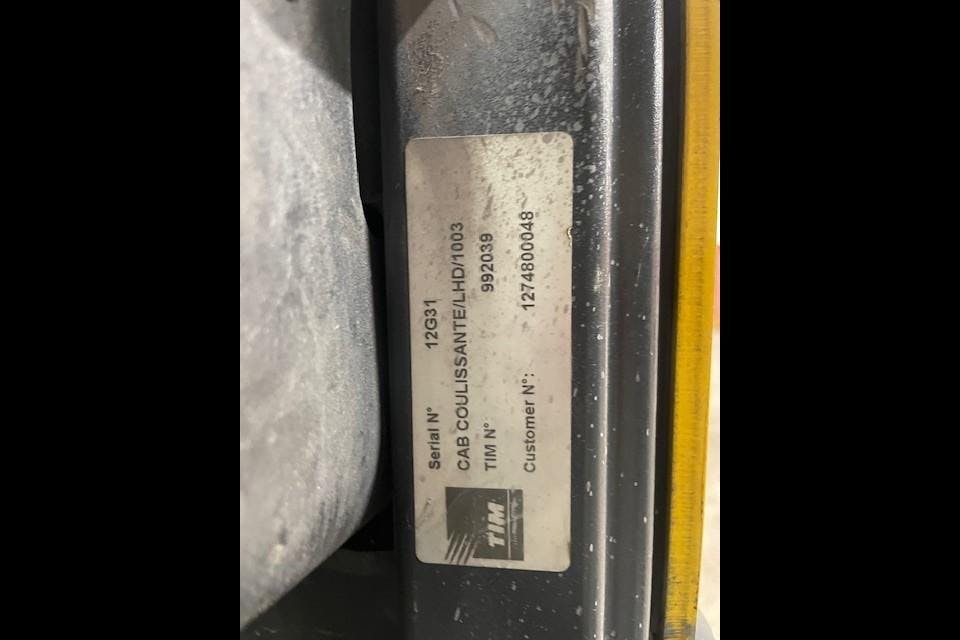 Serial N° 12G31
CAB COULISSANTE/LHD/1003
TIM N° 992039
Customer N°: 1274800048
TIM